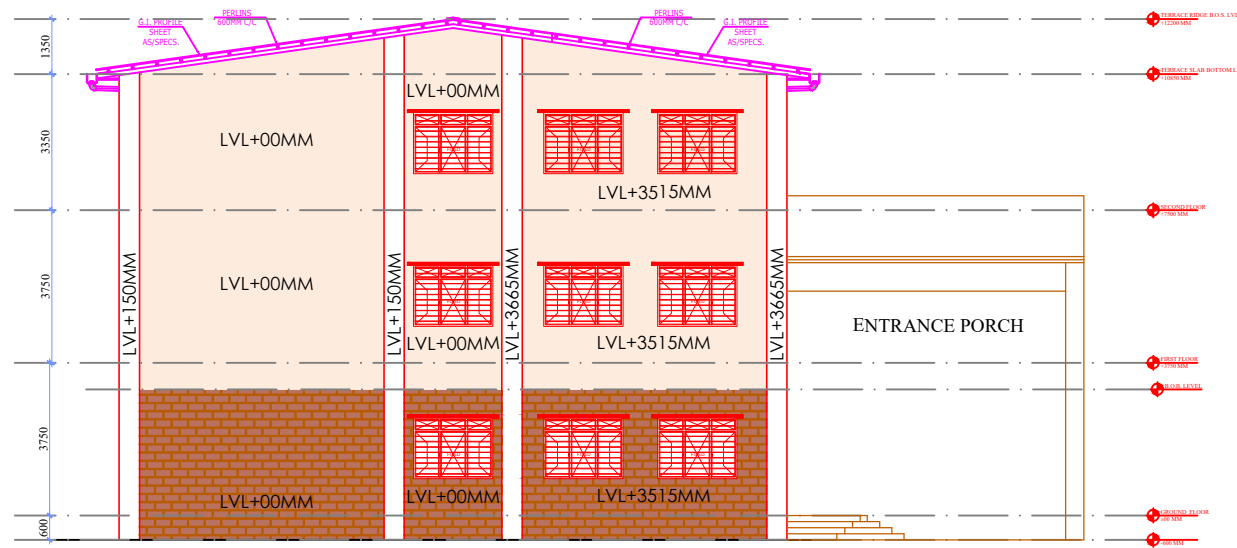 G.I. PROFILE
SHEET
AS/SPECS.
PERLINS
600MM C/C
PERLINS
600MM C/C
G.I. PROFILE
SHEET
AS/SPECS.
TERRACE RIDGE B.O.S. LVL
+12200 MM
1350
TERRACE SLAB BOTTOM L
+10850 MM
LVL+00MM
LVL+00MM
3350
LVL+3515MM
SECOND FLOOR
+7500 MM
LVL+150MM
LVL+00MM
LVL+150MM
LVL+3665MM
LVL+3665MM
3750
LVL+00MM
LVL+3515MM
ENTRANCE PORCH
FIRST FLOOR
+3750 MM
B.O.B. LEVEL
3750
LVL+00MM
LVL+00MM
LVL+3515MM
GROUND FLOOR
±00 MM
600
-600 MM